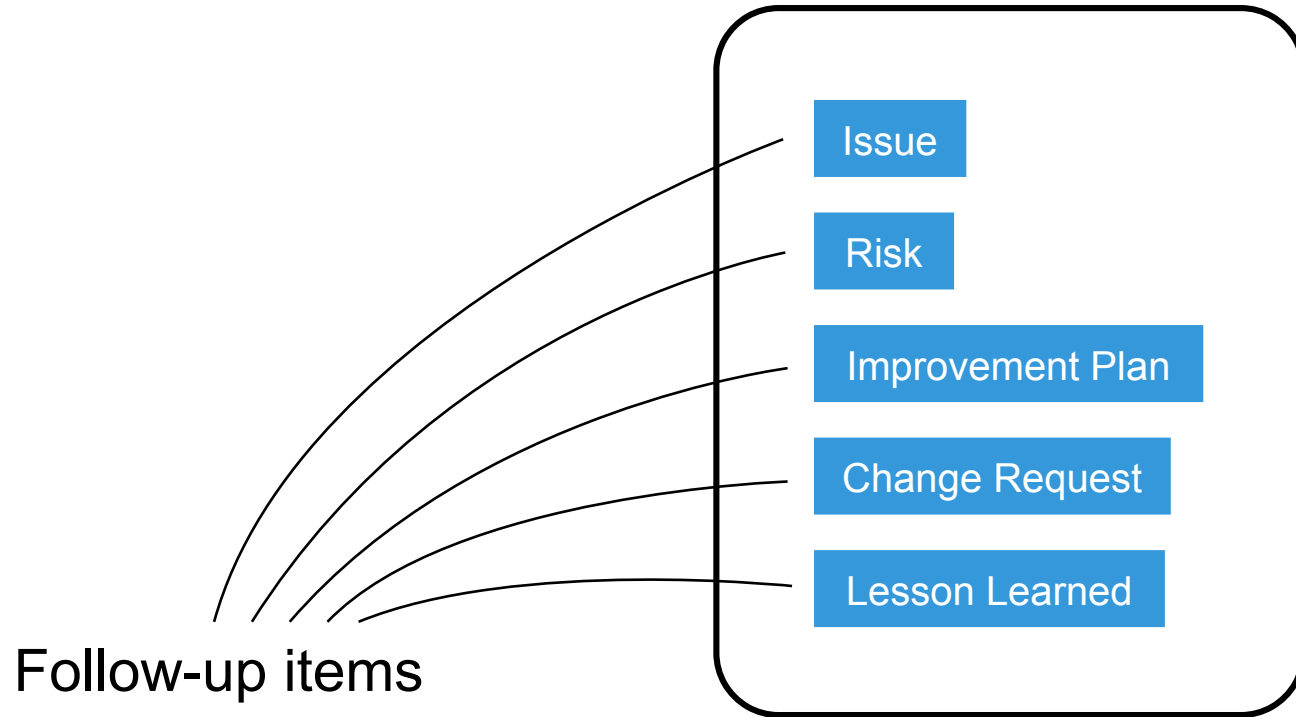 Issue
Risk
Improvement Plan
Change Request
Lesson Learned
Follow-up items